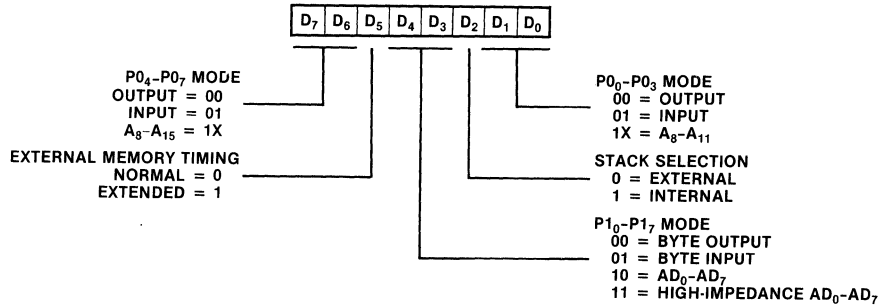 D₇ D₆ D₅ D₄ D₃ D₂ D₁ D₀
P0₄–P0₇ MODE
OUTPUT = 00
INPUT = 01
A₈–A₁₅ = 1X
EXTERNAL MEMORY TIMING
NORMAL = 0
EXTENDED = 1
P0₀–P0₃ MODE
00 = OUTPUT
01 = INPUT
1X = A₈–A₁₁
STACK SELECTION
0 = EXTERNAL
1 = INTERNAL
P1₀–P1₇ MODE
00 = BYTE OUTPUT
01 = BYTE INPUT
10 = AD₀–AD₇
11 = HIGH-IMPEDANCE AD₀–AD₇